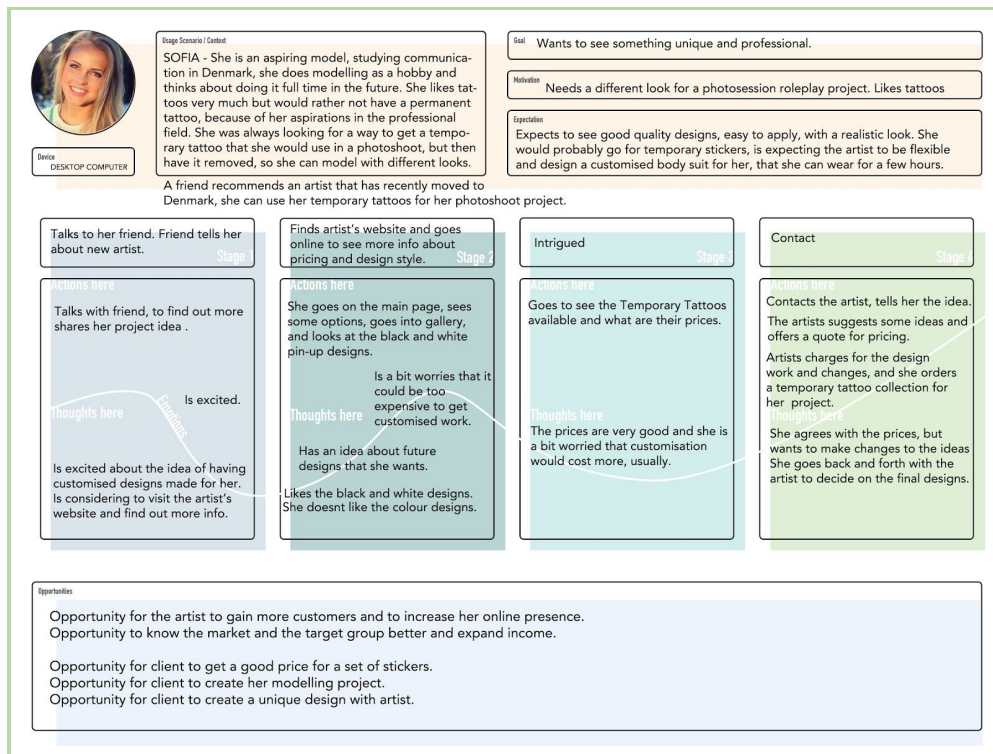 Usage Scenario / Context
SOFIA - She is an aspiring model, studying communica-
tion in Denmark, she does modelling as a hobby and
thinks about doing it full time in the future. She likes tat-
toos very much but would rather not have a permanent
tattoo, because of her aspirations in the professional
field. She was always looking for a way to get a tempo-
rary tattoo that she would use in a photoshoot, but then
have it removed, so she can model with different looks.
A friend recommends an artist that has recently moved to
Denmark, she can use her temporary tattoos for her photoshoot project.
Device
DESKTOP COMPUTER
Goal
Wants to see something unique and professional.
Motivation
Needs a different look for a photosession roleplay project. Likes tattoos
Expectation
Expects to see good quality designs, easy to apply, with a realistic look. She
would probably go for temporary stickers, is expecting the artist to be flexible
and design a customised body suit for her, that she can wear for a few hours.
Talks to her friend. Friend tells her
about new artist.
Stage 1
Actions here
Talks with friend, to find out more
shares her project idea .
Emotions
Is excited.
Thoughts here
Is excited about the idea of having
customised designs made for her.
Is considering to visit the artist's
website and find out more info.
Finds artist's website and goes
online to see more info about
pricing and design style.
Stage 2
Actions here
She goes on the main page, sees
some options, goes into gallery,
and looks at the black and white
pin-up designs.
Is a bit worries that it
could be too
expensive to get
customised work.
Thoughts here
Has an idea about future
designs that she wants.
Likes the black and white designs.
She doesnt like the colour designs.
Intrigued
Stage 3
Actions here
Goes to see the Temporary Tattoos
available and what are their prices.
Thoughts here
The prices are very good and she is
a bit worried that customisation
would cost more, usually.
Contact
Stage 4
Actions here
Contacts the artist, tells her the idea.
The artists suggests some ideas and
offers a quote for pricing.
Artists charges for the design
work and changes, and she orders
a temporary tattoo collection for
her project.
Thoughts here
She agrees with the prices, but
wants to make changes to the ideas
She goes back and forth with the
artist to decide on the final designs.
Opportunities
Opportunity for the artist to gain more customers and to increase her online presence.
Opportunity to know the market and the target group better and expand income.
Opportunity for client to get a good price for a set of stickers.
Opportunity for client to create her modelling project.
Opportunity for client to create a unique design with artist.